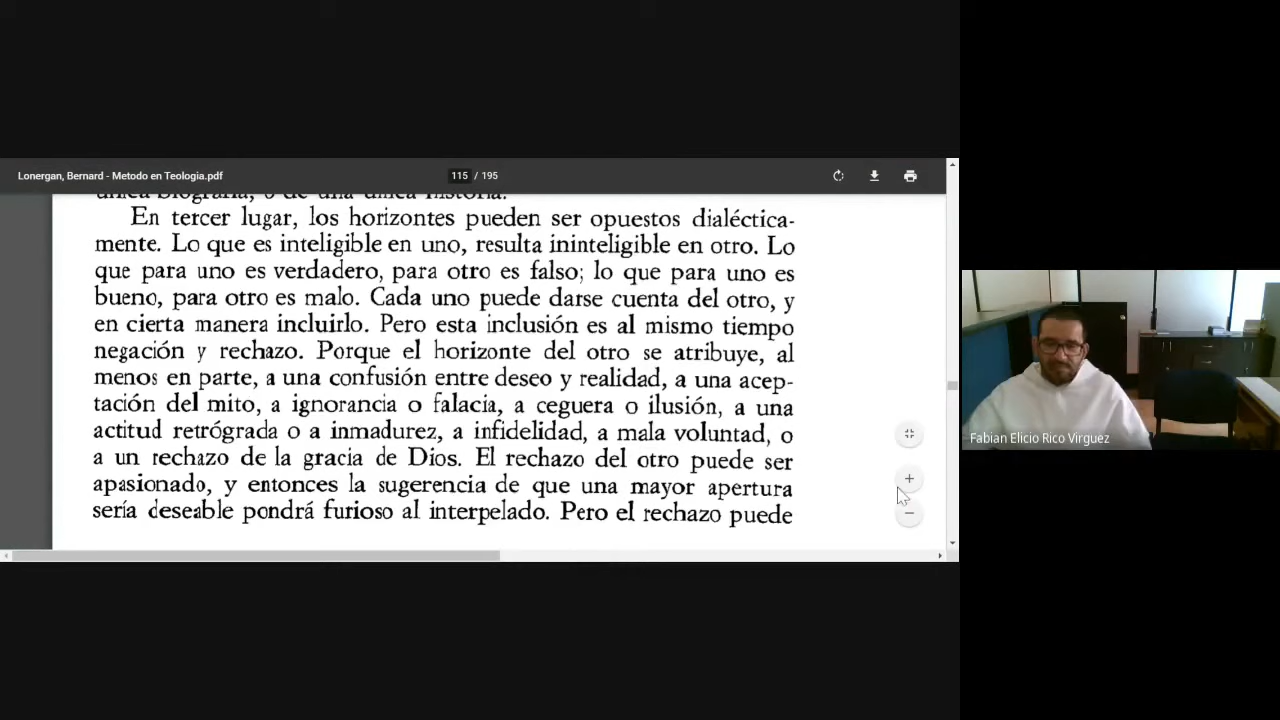 Lonergan, Bernard - Metodo en Teologia.pdf
115 / 195
única biografía, o de una única historia.
En tercer lugar, los horizontes pueden ser opuestos dialéctica-
mente. Lo que es inteligible en uno, resulta ininteligible en otro. Lo
que para uno es verdadero, para otro es falso; lo que para uno es
bueno, para otro es malo. Cada uno puede darse cuenta del otro, y
en cierta manera incluirlo. Pero esta inclusión es al mismo tiempo
negación y rechazo. Porque el horizonte del otro se atribuye, al
menos en parte, a una confusión entre deseo y realidad, a una acep-
tación del mito, a ignorancia o falacia, a ceguera o ilusión, a una
actitud retrógrada o a inmadurez, a infidelidad, a mala voluntad, o
a un rechazo de la gracia de Dios. El rechazo del otro puede ser
apasionado, y entonces la sugerencia de que una mayor apertura
sería deseable pondrá furioso al interpelado. Pero el rechazo puede
Fabian Elicio Rico Virguez